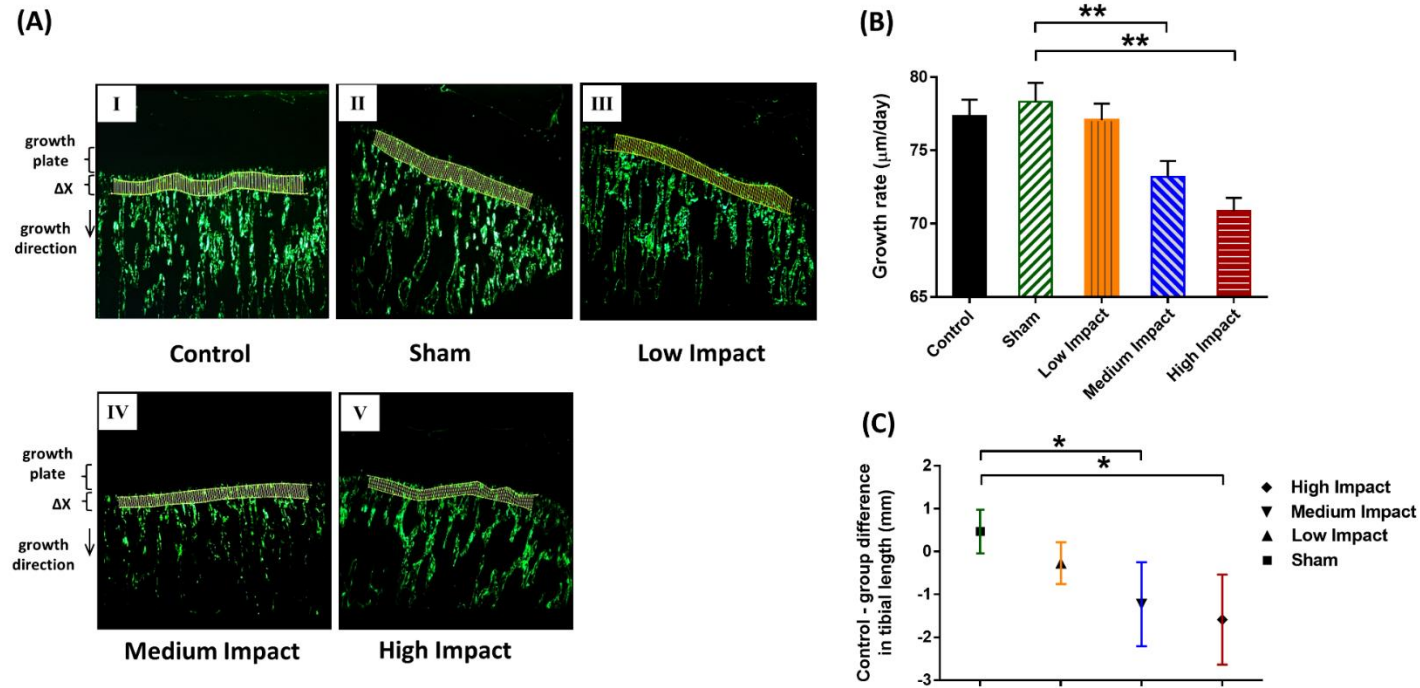 (A)
I
II
III
growth
plate
ΔX
growth
direction
Control
Sham
Low Impact
IV
V
growth
plate
ΔX
growth
direction
Medium Impact
High Impact
(B)
**
**
Growth rate (μm/day)
80
75
70
65
Control
Sham
Low Impact
Medium Impact
High Impact
(C)
*
*
Control - group difference
in tibial length (mm)
2
1
0
-1
-2
-3
High Impact
Medium Impact
Low Impact
Sham